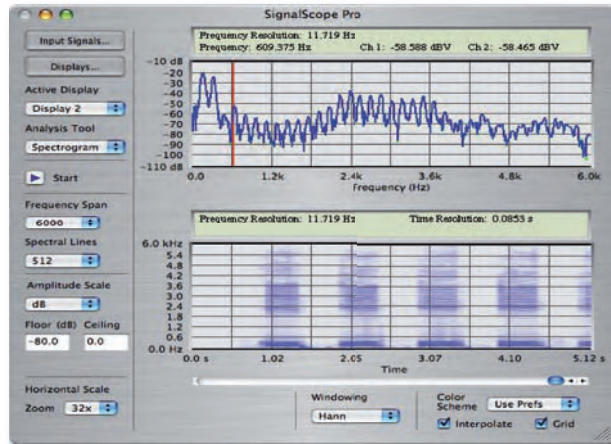 SignalScope Pro
Input Signals...
Displays...
Active Display
Display 2
Analysis Tool
Spectrogram
Start
Frequency Span
6000
Spectral Lines
512
Amplitude Scale
dB
Floor (dB) Ceiling
-80.0 0.0
Horizontal Scale
Zoom 32x
Frequency Resolution: 11.719 Hz
Frequency: 609.375 Hz Ch 1: -58.588 dBV Ch 2: -58.465 dBV
-10 dB
-20
-30
-40
-50
-60
-70
-80
-90
-100
-110 dB
0.0 1.2k 2.4k 3.6k 4.8k 6.0k
Frequency (Hz)
Frequency Resolution: 11.719 Hz Time Resolution: 0.0853 s
6.0 kHz
5.4
4.8
4.2
3.6
3.0
2.4
1.8
1.2
0.6
0.0 Hz
0.0 s 1.02 2.05 3.07 4.10 5.12 s
Time
Windowing
Hann
Color Scheme Use Prefs
Interpolate Grid